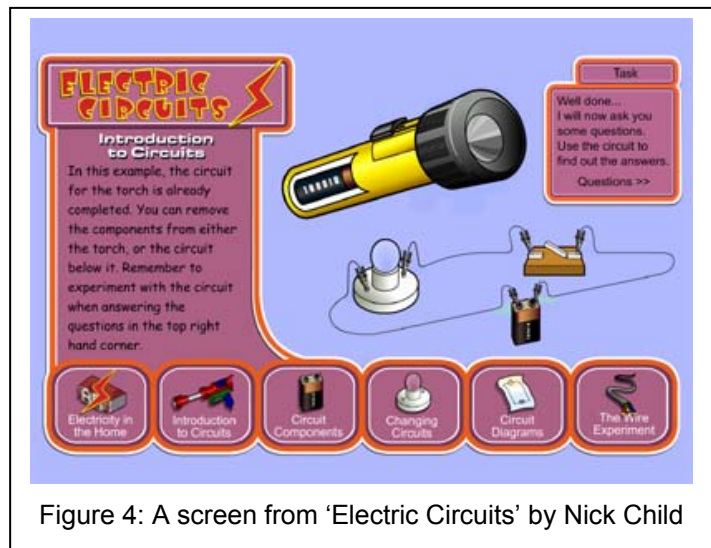 ELECTRIC
CIRCUITS
Introduction
to Circuits
In this example, the circuit
for the torch is already
completed. You can remove
the components from either
the torch, or the circuit
below it. Remember to
experiment with the circuit
when answering the
questions in the top right
hand corner.
Task
Well done...
I will now ask you
some questions.
Use the circuit to
find out the answers.
Questions >>
Electricity in
the Home
Introduction
to Circuits
Circuit
Components
Changing
Circuits
Circuit
Diagrams
The Wire
Experiment
Figure 4: A screen from ‘Electric Circuits’ by Nick Child